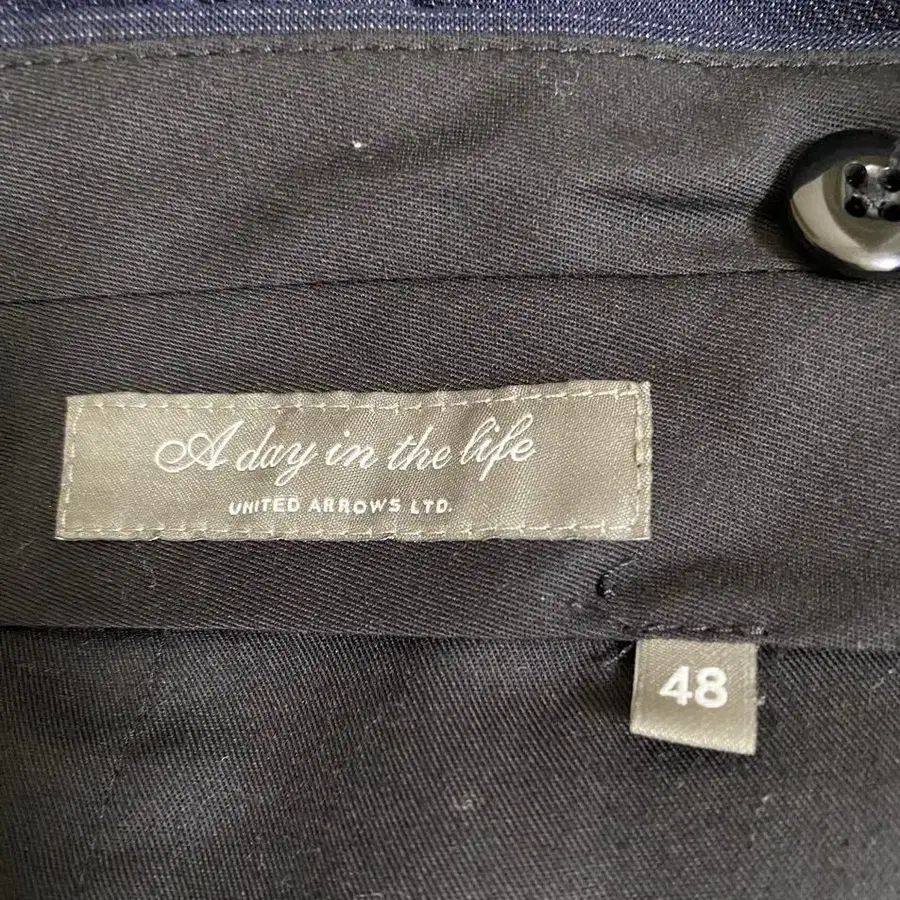 A day in the life
UNITED ARROWS LTD.
48